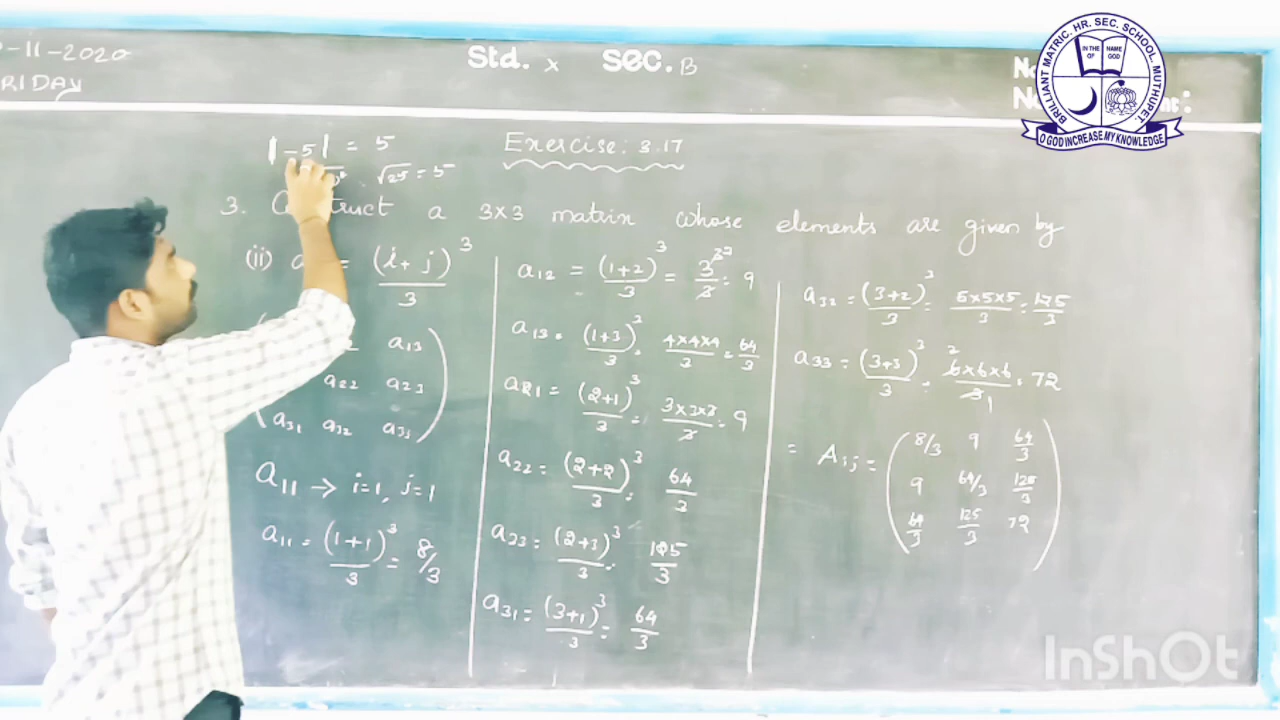 -11-2020
RIDAY
Std. X SEC. B
BRILLIANT MATRIC. HR. SEC. SCHOOL. MUTHUPET.
IN THE NAME OF GOD
O GOD INCREASE MY KNOWLEDGE
|-5| = 5
√25 = 5
Exercise: 3.17
3. Construct a 3x3 matrix whose elements are given by
(ii) a = (i+j)³/3
a13
a22 a23
a31 a32 a33
a11 → i=1, j=1
a11 = (1+1)³/3 = 8/3
a12 = (1+2)³/3 = 3³/3 = 9
a13 = (1+3)³/3 = 4x4x4/3 = 64/3
a21 = (2+1)³/3 = 3x3x3/3 = 9
a22 = (2+2)³/3 = 64/3
a23 = (2+3)³/3 = 125/3
a31 = (3+1)³/3 = 64/3
a32 = (3+2)³/3 = 5x5x5/3 = 125/3
a33 = (3+3)³/3 = 6x6x6/3 = 72
= Aij =
8/3 9 64/3
9 64/3 125/3
64/3 125/3 72
InShOt